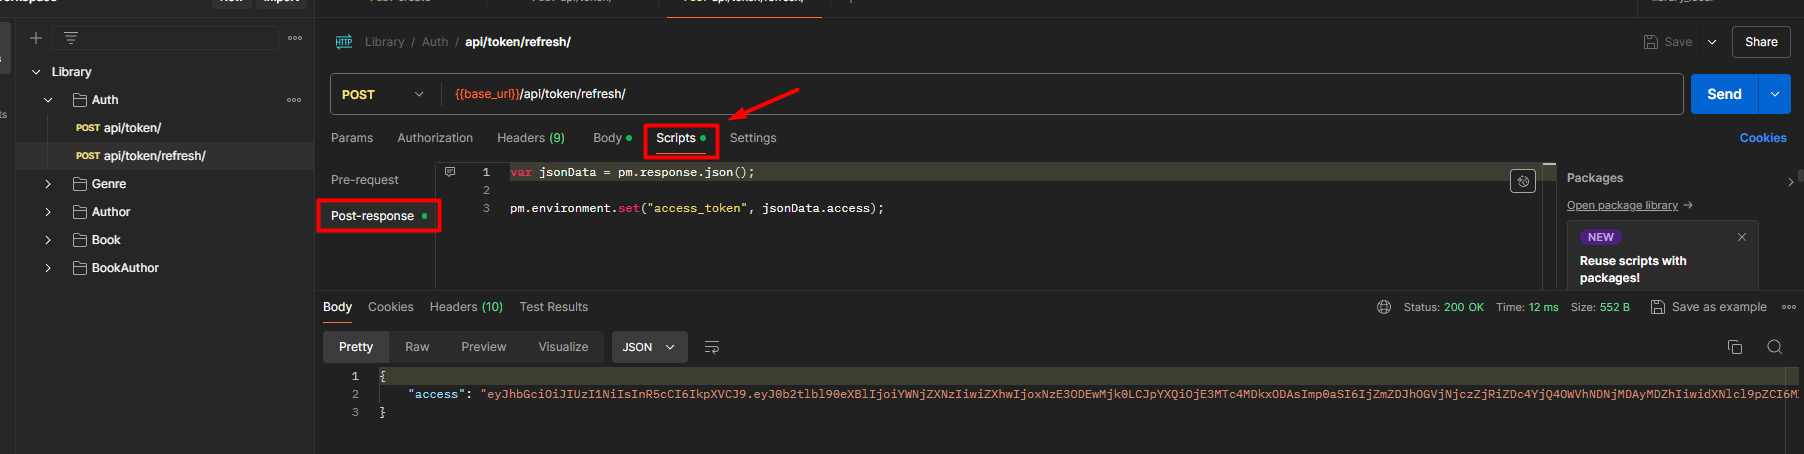 Library / Auth / api/token/refresh/
Save
Share
Library
Auth
POST api/token/
POST api/token/refresh/
Genre
Author
Book
BookAuthor
POST
{{base_url}}/api/token/refresh/
Send
Params Authorization Headers (9) Body Scripts Settings
Cookies
Pre-request
Post-response
1 var jsonData = pm.response.json();
2
3 pm.environment.set("access_token", jsonData.access);
Packages
Open package library →
NEW
Reuse scripts with
packages!
Body Cookies Headers (10) Test Results
Status: 200 OK Time: 12 ms Size: 552 B Save as example
Pretty Raw Preview Visualize JSON
1 {
2 "access":
3 }